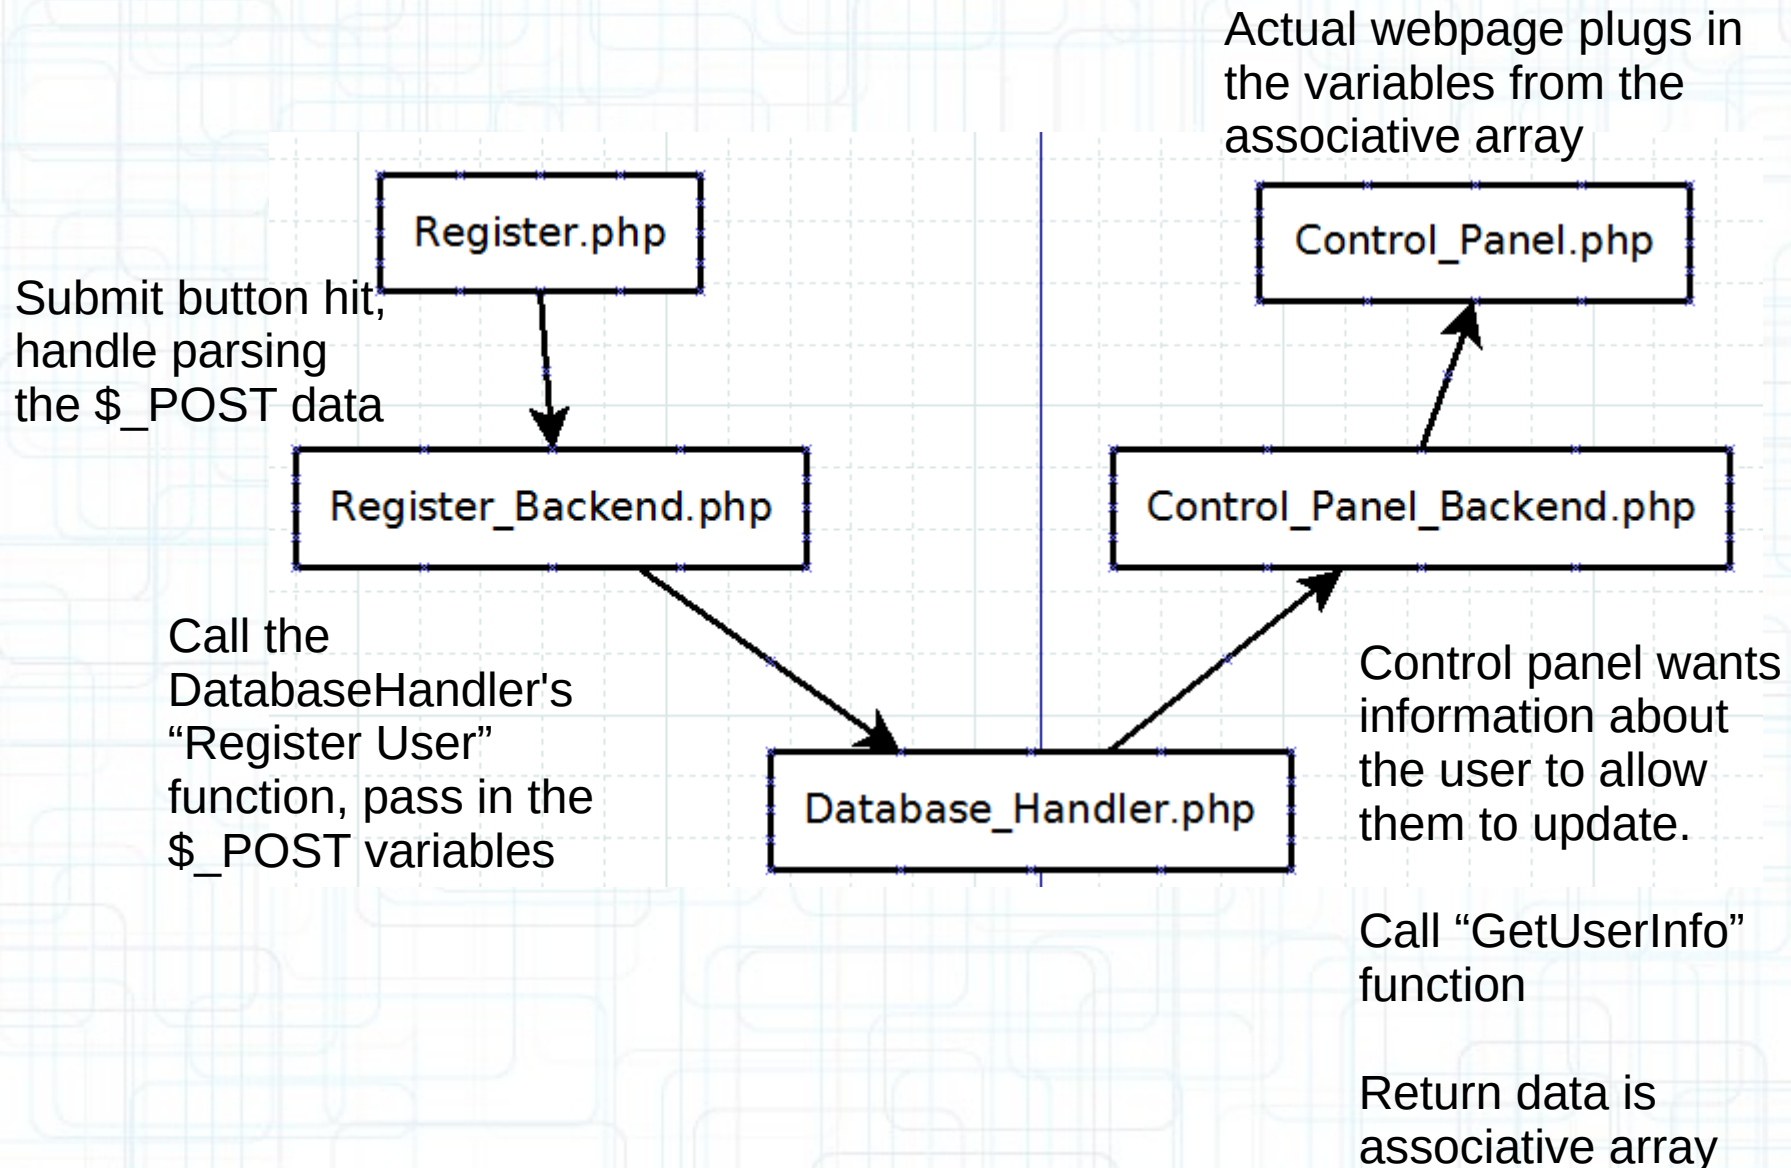 Actual webpage plugs in
the variables from the
associative array
Register.php
Control_Panel.php
Submit button hit,
handle parsing
the $_POST data
Register_Backend.php
Control_Panel_Backend.php
Call the
DatabaseHandler's
“Register User”
function, pass in the
$_POST variables
Database_Handler.php
Control panel wants
information about
the user to allow
them to update.
Call “GetUserInfo”
function
Return data is
associative array